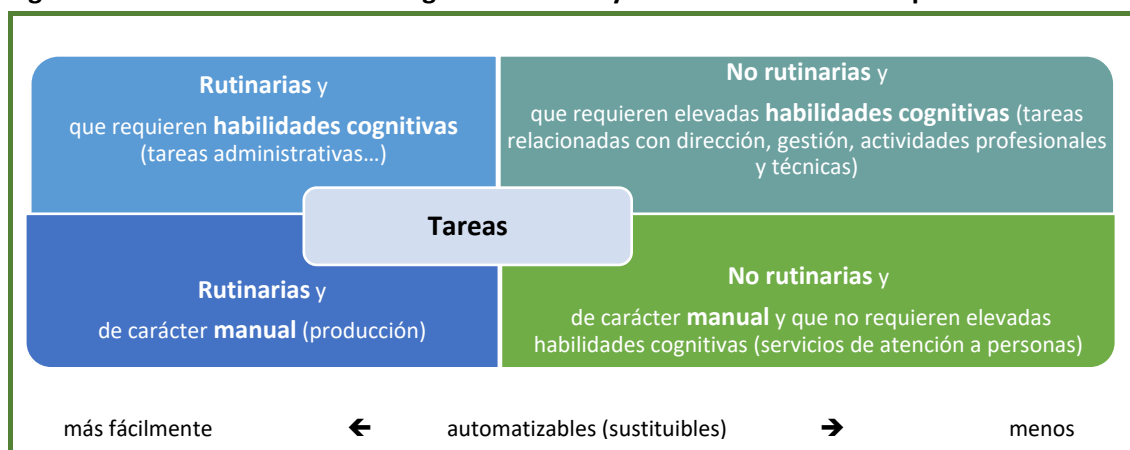 Rutinarias y
que requieren habilidades cognitivas
(tareas administrativas…)
No rutinarias y
que requieren elevadas habilidades cognitivas (tareas
relacionadas con dirección, gestión, actividades profesionales
y técnicas)
Tareas
Rutinarias y
de carácter manual (producción)
No rutinarias y
de carácter manual y que no requieren elevadas
habilidades cognitivas (servicios de atención a personas)
más fácilmente 🡸 automatizables (sustituibles) 🡺 menos